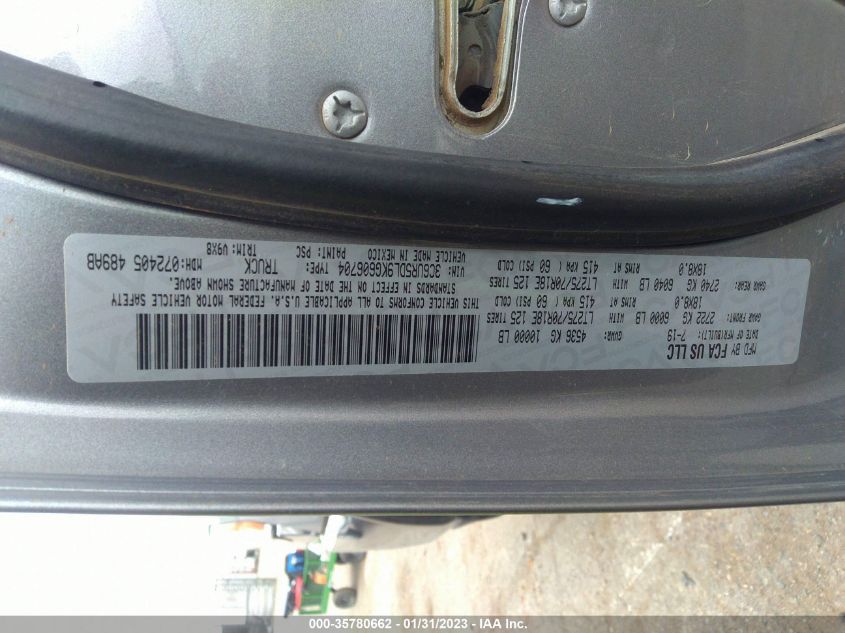 MFD BY FCA US LLC
DATE OF MFR(BUILT): 7-19 GVWR: 4536 KG 10000 LB
GAWR FRONT: 2722 KG 6000 LB WITH LT275/70R18E 125 TIRES
18X8.0 RIMS AT 415 KPA ( 60 PSI) COLD
GAWR REAR: 2740 KG 6040 LB WITH LT275/70R18E 125 TIRES
18X8.0 RIMS AT 415 KPA ( 60 PSI) COLD
THIS VEHICLE CONFORMS TO ALL APPLICABLE U.S.A. FEDERAL MOTOR VEHICLE SAFETY
STANDARDS IN EFFECT ON THE DATE OF MANUFACTURE SHOWN ABOVE.
VIN: 3C6UR5DL9KG606704 TYPE: TRUCK MDH:072405 489AB
VEHICLE MADE IN MEXICO PAINT: PSC TRIM: V9X8
000-35780662 - 01/31/2023 - IAA Inc.